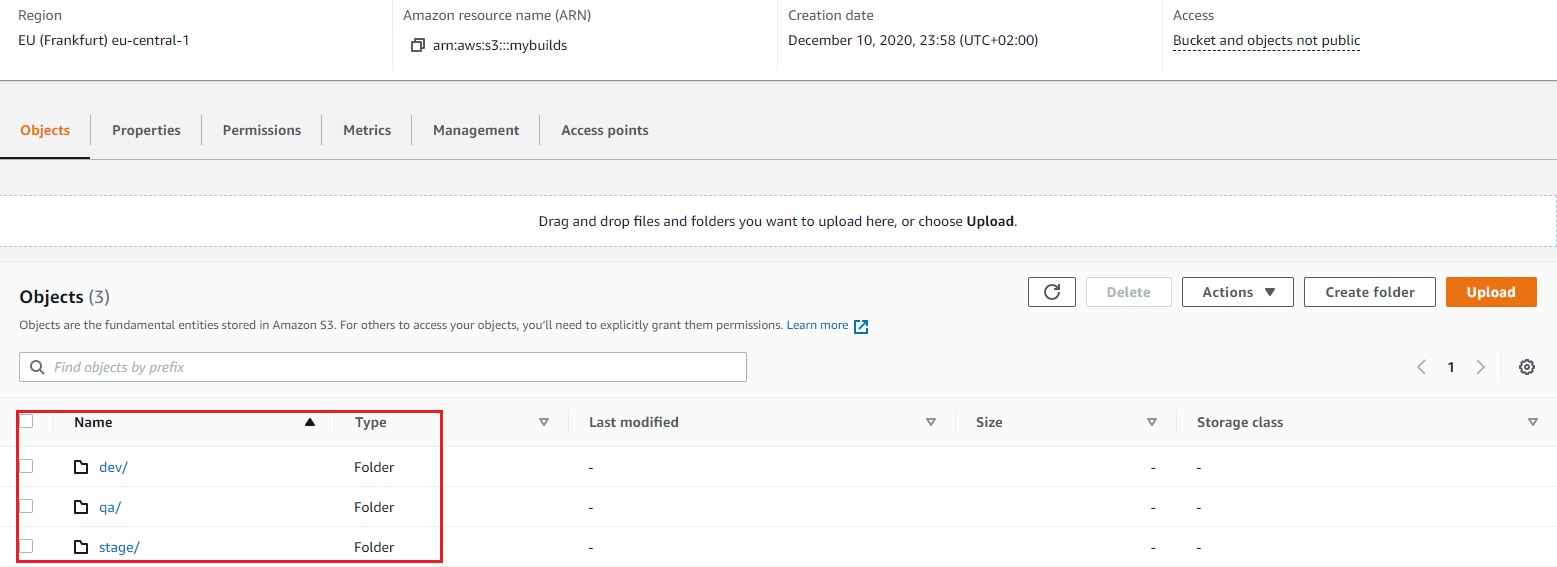 Region Amazon resource name (ARN) Creation date Access
EU (Frankfurt) eu-central-1 arn:aws:s3:::mybuilds December 10, 2020, 23:58 (UTC+02:00) Bucket and objects not public
Objects Properties Permissions Metrics Management Access points
Drag and drop files and folders you want to upload here, or choose Upload.
Objects (3) Delete Actions Create folder Upload
Objects are the fundamental entities stored in Amazon S3. For others to access your objects, you’ll need to explicitly grant them permissions. Learn more
Find objects by prefix 1
Name Type Last modified Size Storage class
dev/ Folder - - -
qa/ Folder - - -
stage/ Folder - - -